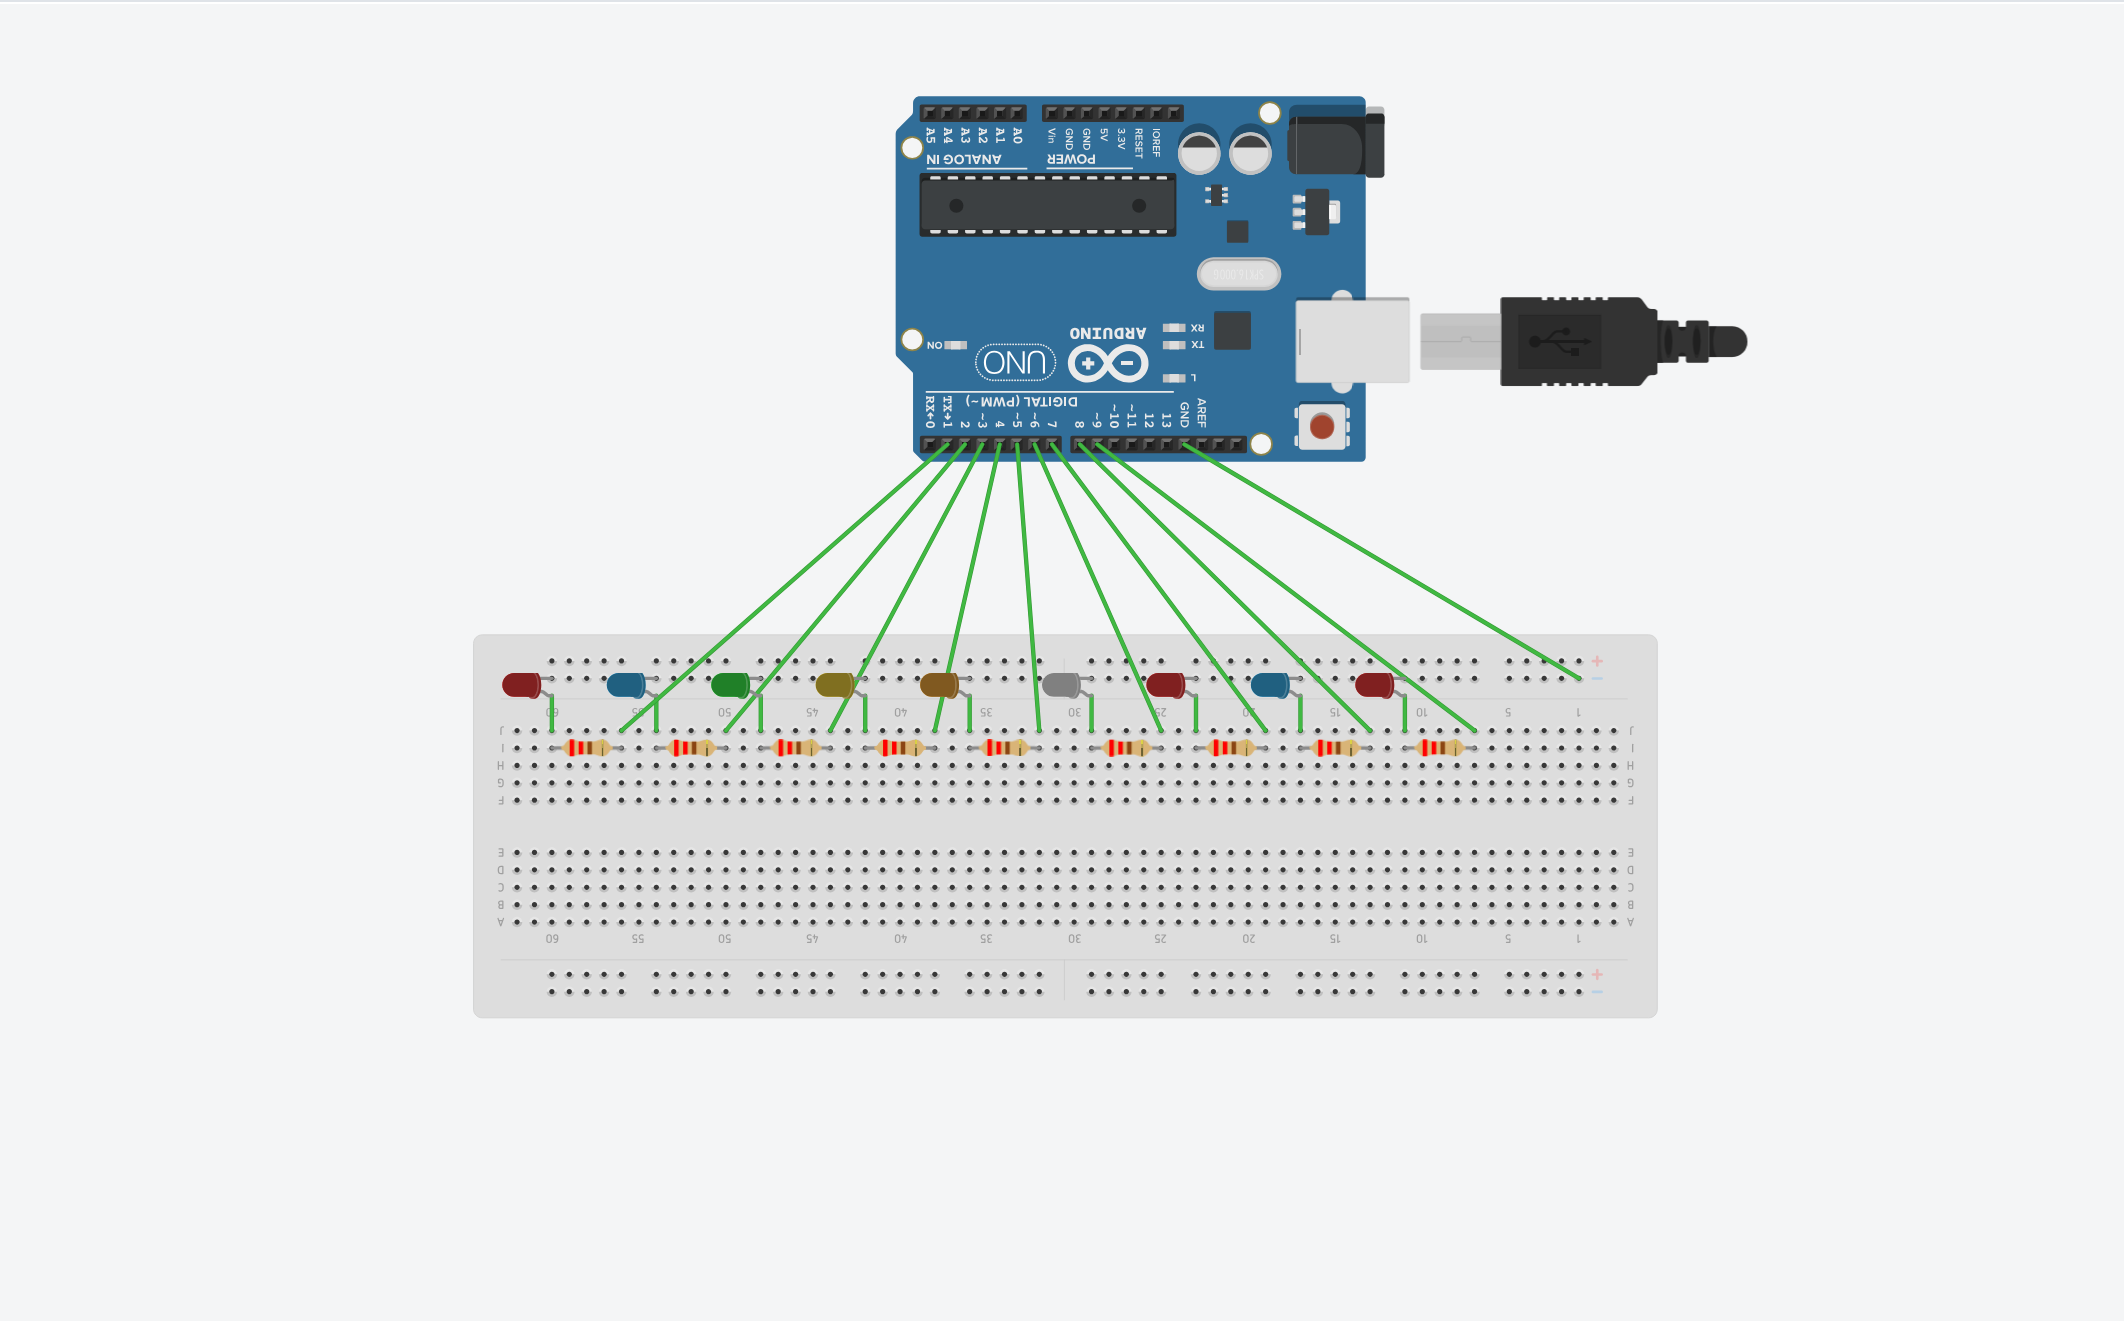 A5 A4 A3 A2 A1 A0
Vin GND GND 5V 3.3V RESET IOREF
ANALOG IN
POWER
SPK16.000G
RX
TX
ARDUINO
UNO
ON
L
DIGITAL (PWM ~)
RX←0 TX→1 2 ~3 4 ~5 ~6 7 8 ~9 ~10 ~11 12 13 GND AREF
+
−
60 55 50 45 40 35 30 25 20 15 10 5 1
J J
I I
H H
G G
F F
E E
D D
C C
B B
A A
60 55 50 45 40 35 30 25 20 15 10 5 1
+
−